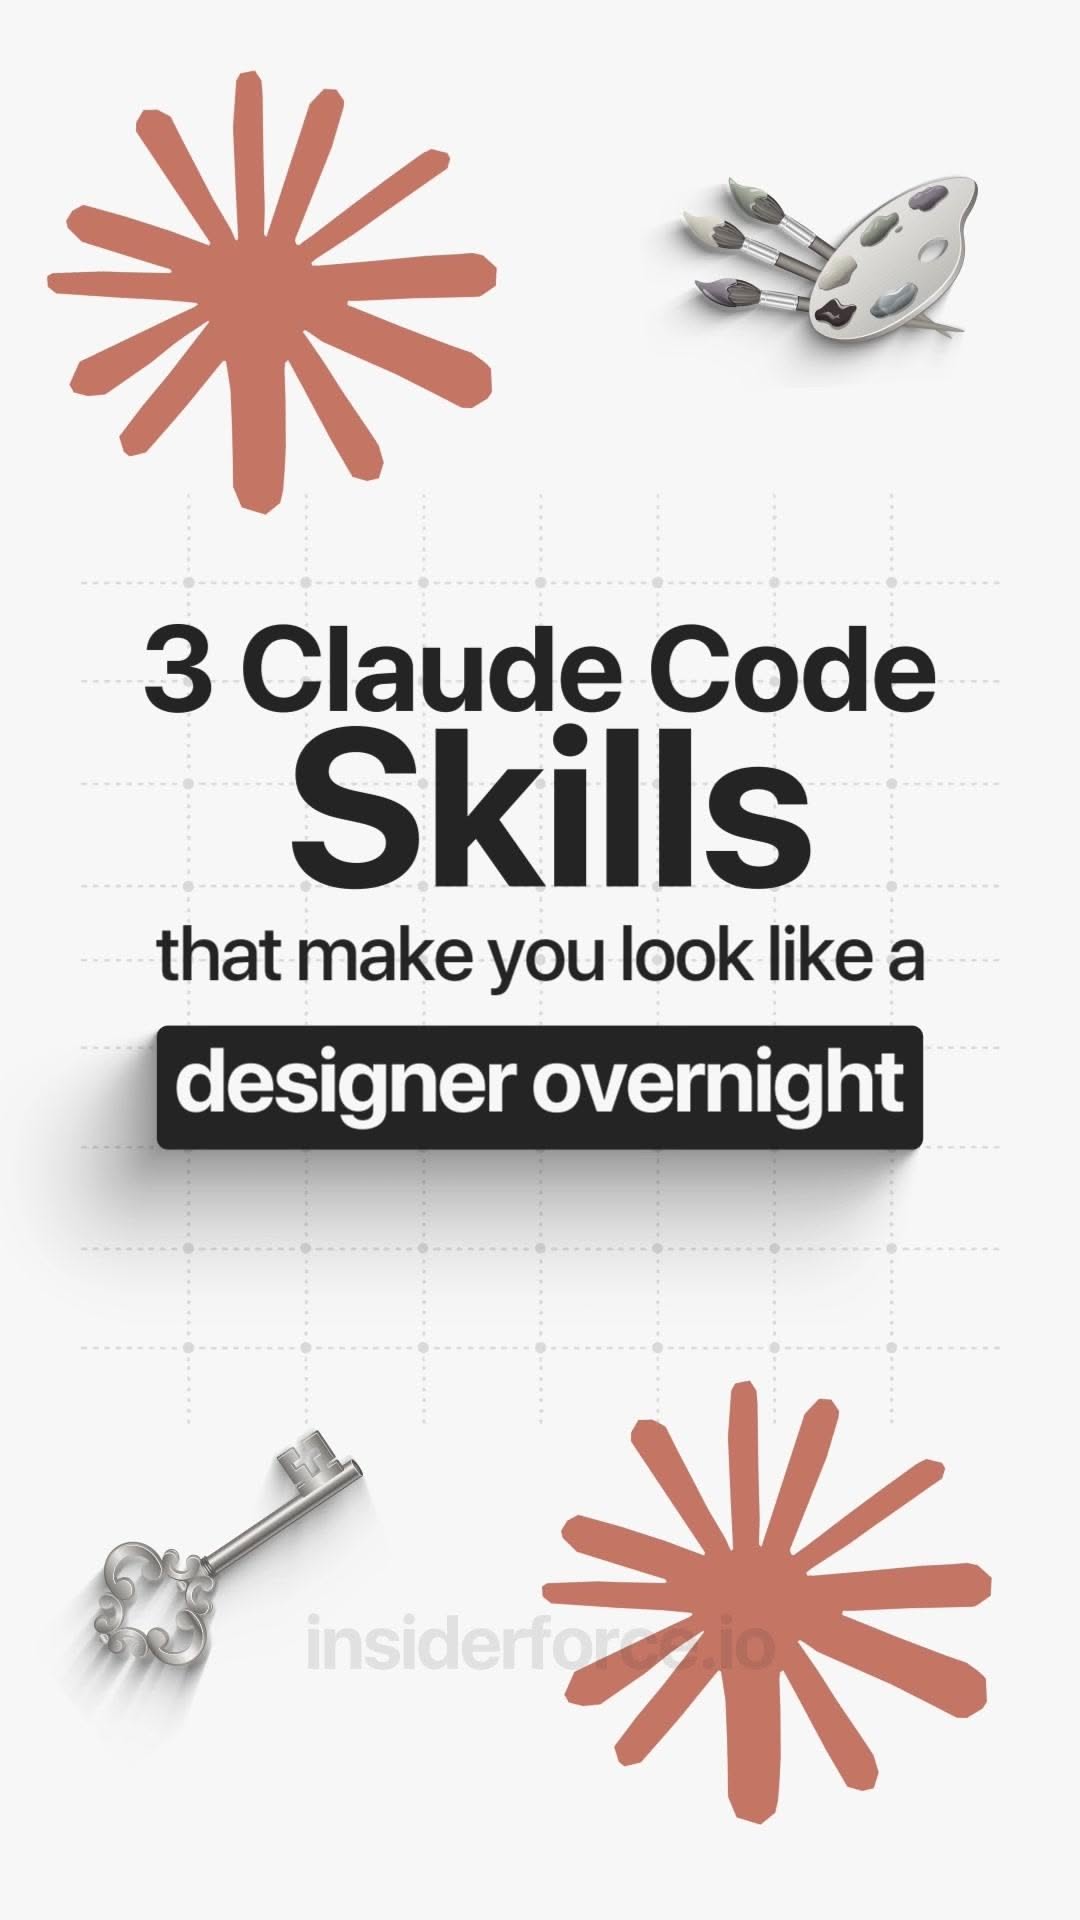 3 Claude Code
Skills
that make you look like a
designer overnight
insiderforce.io